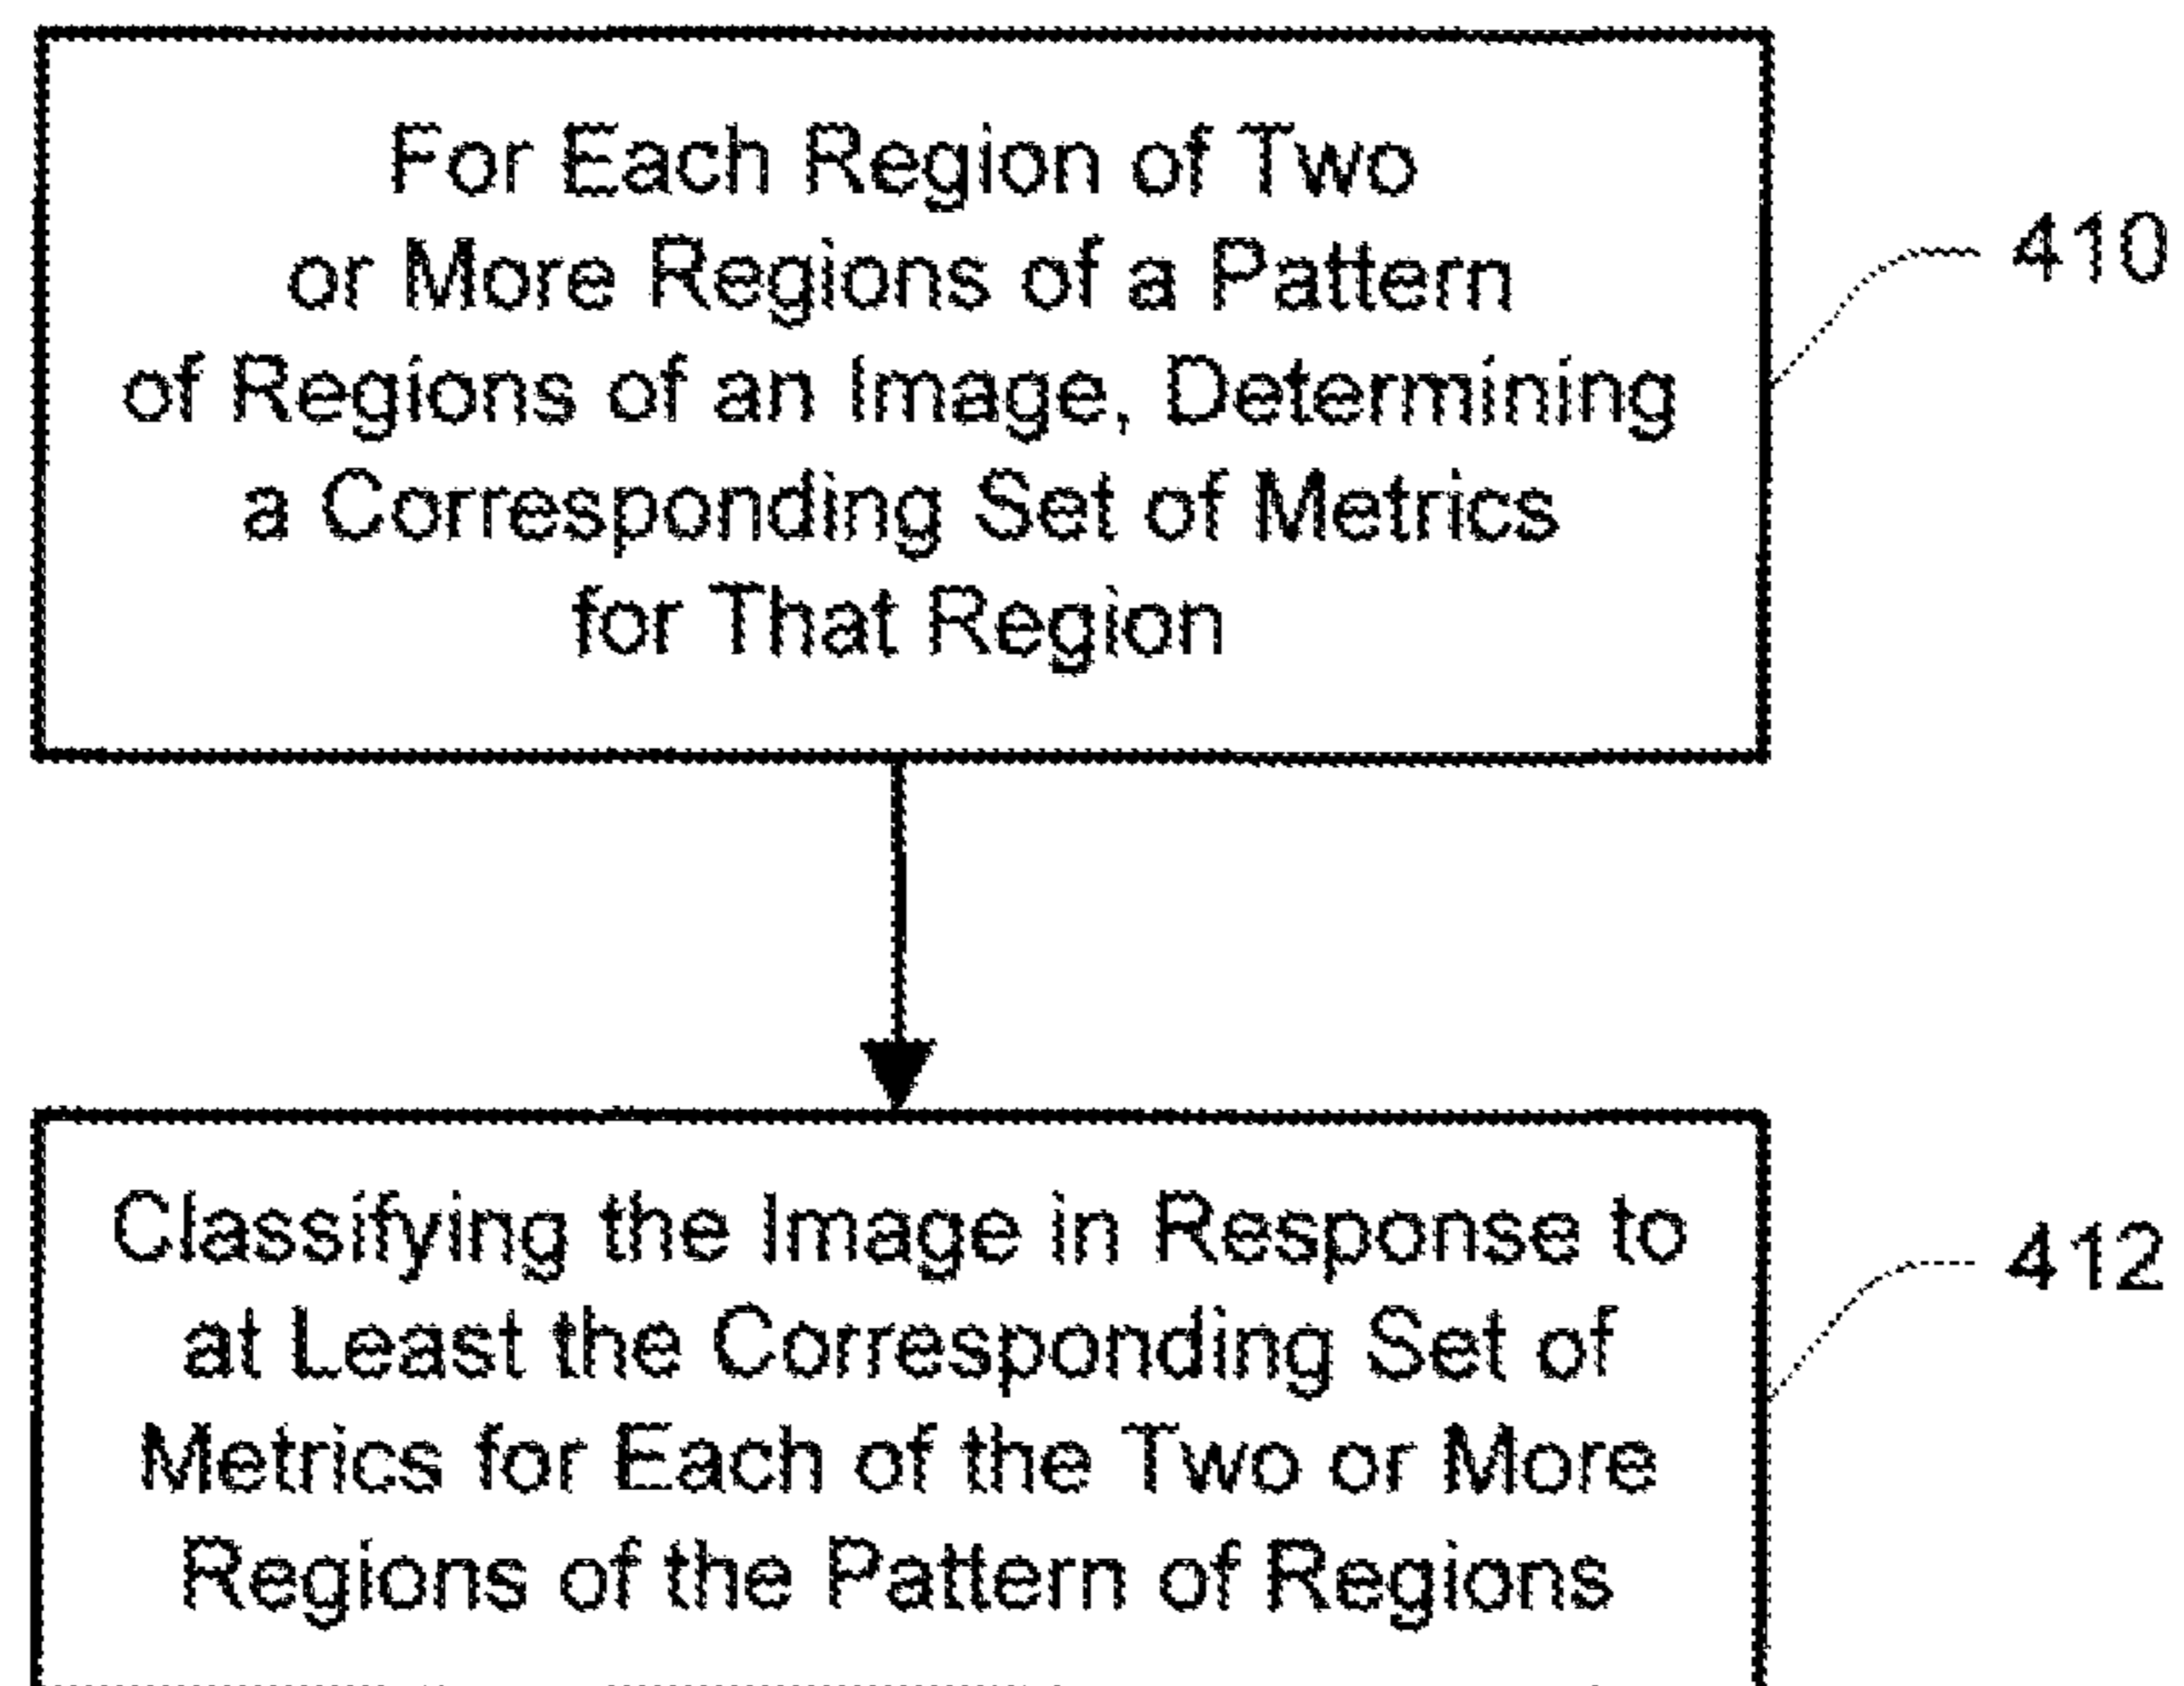 For Each Region of Two
or More Regions of a Pattern
of Regions of an Image, Determining
a Corresponding Set of Metrics
for That Region
410
Classifying the Image in Response to
at Least the Corresponding Set of
Metrics for Each of the Two or More
Regions of the Pattern of Regions
412